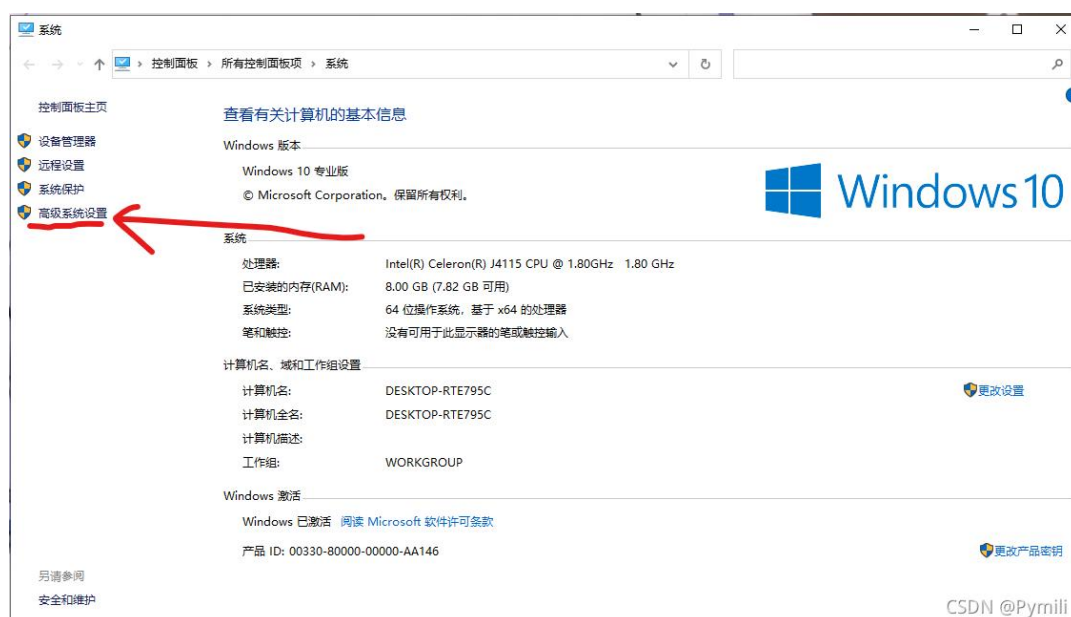 系统
控制面板 › 所有控制面板项 › 系统
控制面板主页
设备管理器
远程设置
系统保护
高级系统设置
查看有关计算机的基本信息
Windows 版本
Windows 10 专业版
© Microsoft Corporation。保留所有权利。
Windows 10
系统
处理器: Intel(R) Celeron(R) J4115 CPU @ 1.80GHz 1.80 GHz
已安装的内存(RAM): 8.00 GB (7.82 GB 可用)
系统类型: 64 位操作系统，基于 x64 的处理器
笔和触控: 没有可用于此显示器的笔或触控输入
计算机名、域和工作组设置
计算机名: DESKTOP-RTE795C 更改设置
计算机全名: DESKTOP-RTE795C
计算机描述:
工作组: WORKGROUP
Windows 激活
Windows 已激活 阅读 Microsoft 软件许可条款
产品 ID: 00330-80000-00000-AA146 更改产品密钥
另请参阅
安全和维护
CSDN @Pymili